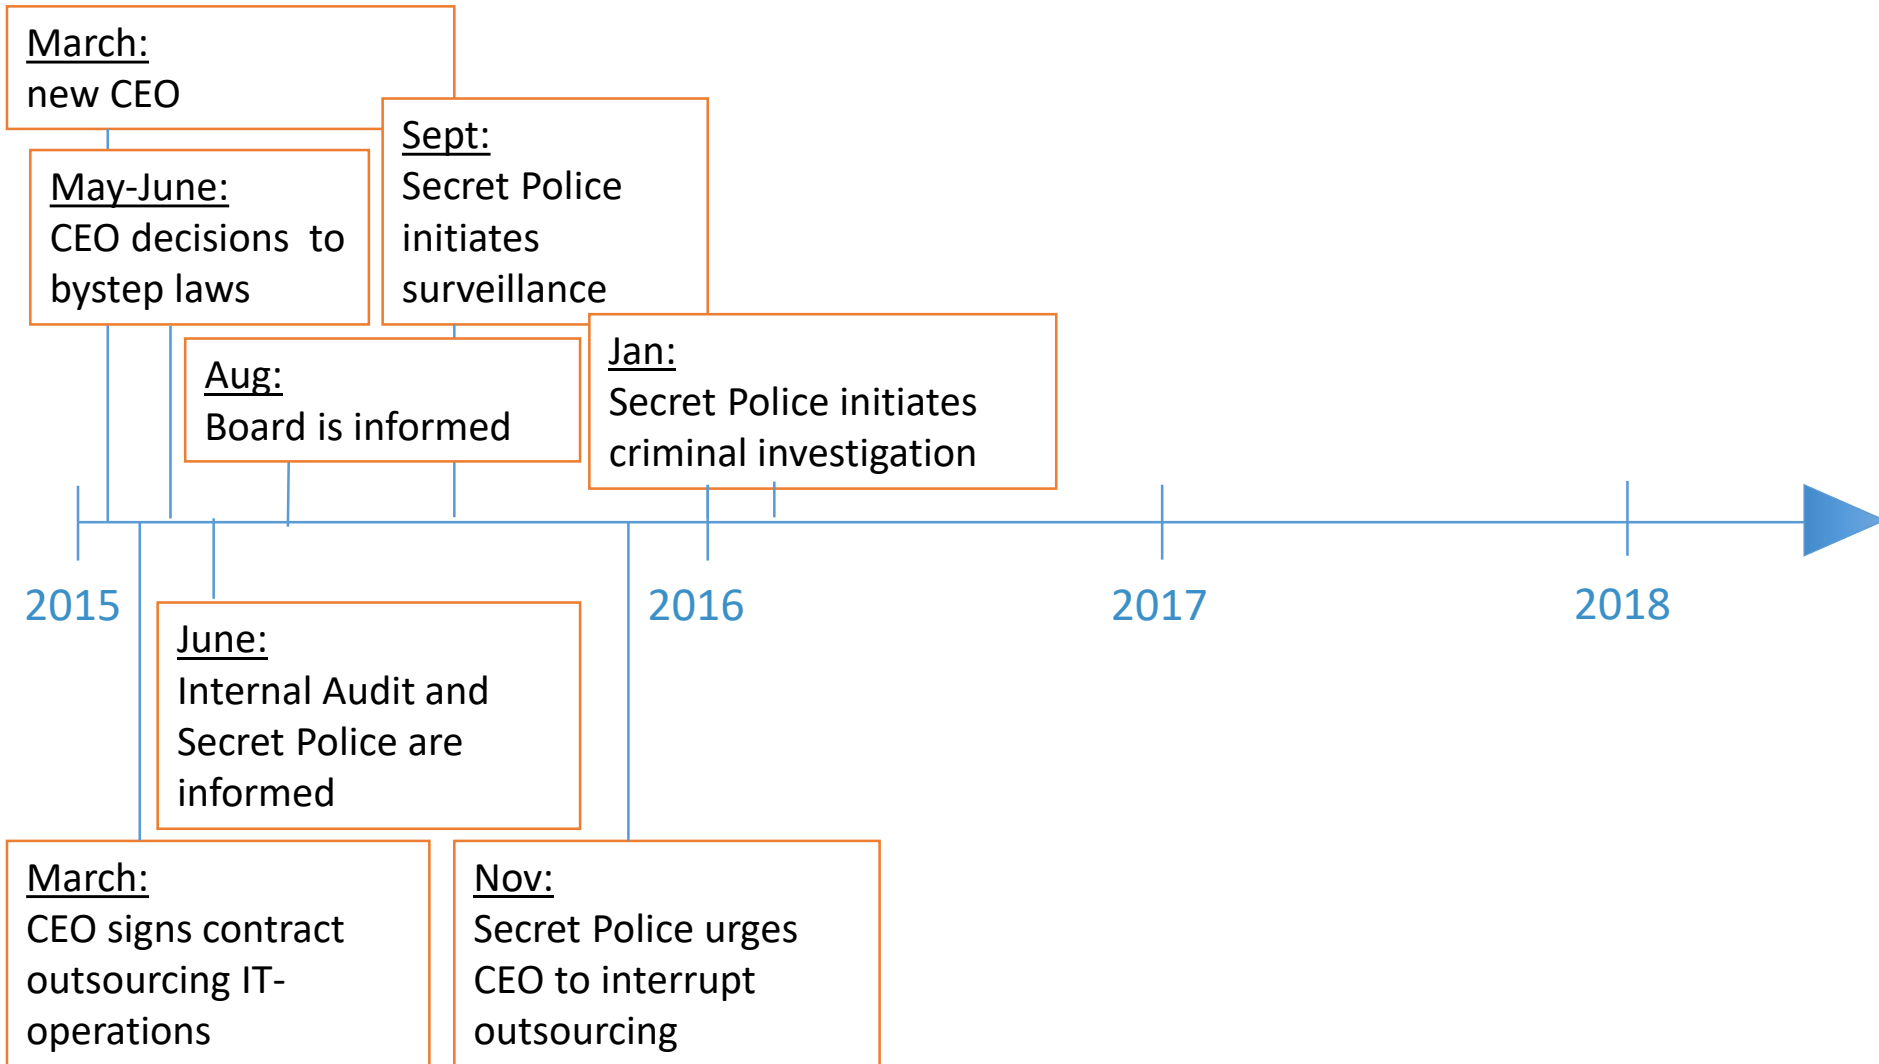 March:
new CEO
May-June:
CEO decisions  to
bystep laws
Sept:
Secret Police
initiates
surveillance
Aug:
Board is informed
Jan:
Secret Police initiates
criminal investigation
2015
2016
2017
2018
June:
Internal Audit and
Secret Police are
informed
March:
CEO signs contract
outsourcing IT-
operations
Nov:
Secret Police urges
CEO to interrupt
outsourcing